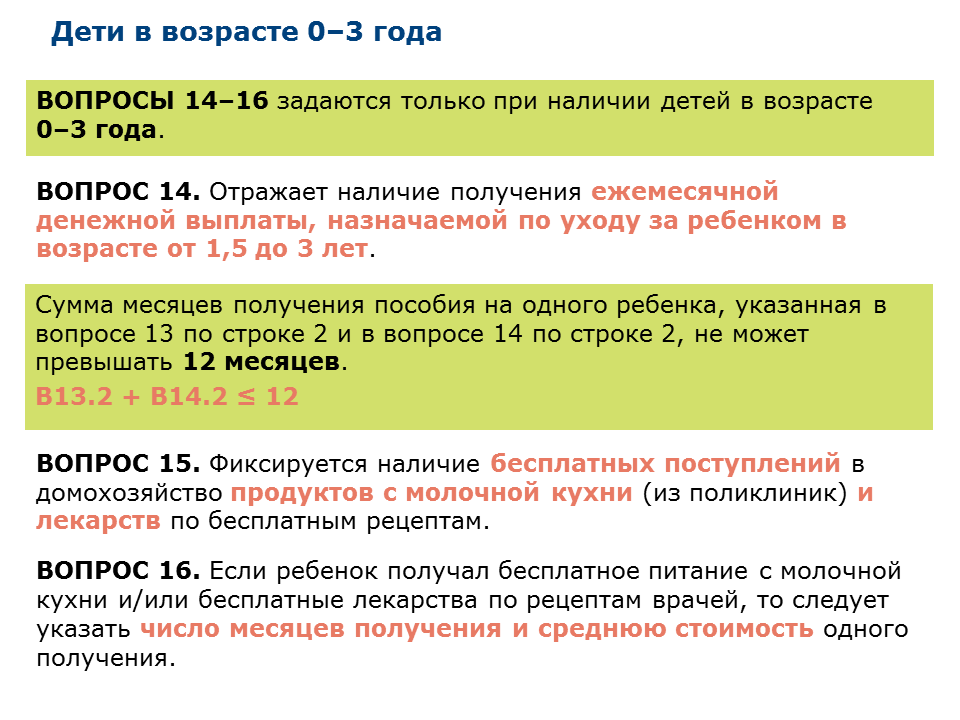 Дети в возрасте 0–3 года
ВОПРОСЫ 14–16 задаются только при наличии детей в возрасте
0–3 года.
ВОПРОС 14. Отражает наличие получения ежемесячной
денежной выплаты, назначаемой по уходу за ребенком в
возрасте от 1,5 до 3 лет.
Сумма месяцев получения пособия на одного ребенка, указанная в
вопросе 13 по строке 2 и в вопросе 14 по строке 2, не может
превышать 12 месяцев.
В13.2 + В14.2 ≤ 12
ВОПРОС 15. Фиксируется наличие бесплатных поступлений в
домохозяйство продуктов с молочной кухни (из поликлиник) и
лекарств по бесплатным рецептам.
ВОПРОС 16. Если ребенок получал бесплатное питание с молочной
кухни и/или бесплатные лекарства по рецептам врачей, то следует
указать число месяцев получения и среднюю стоимость одного
получения.